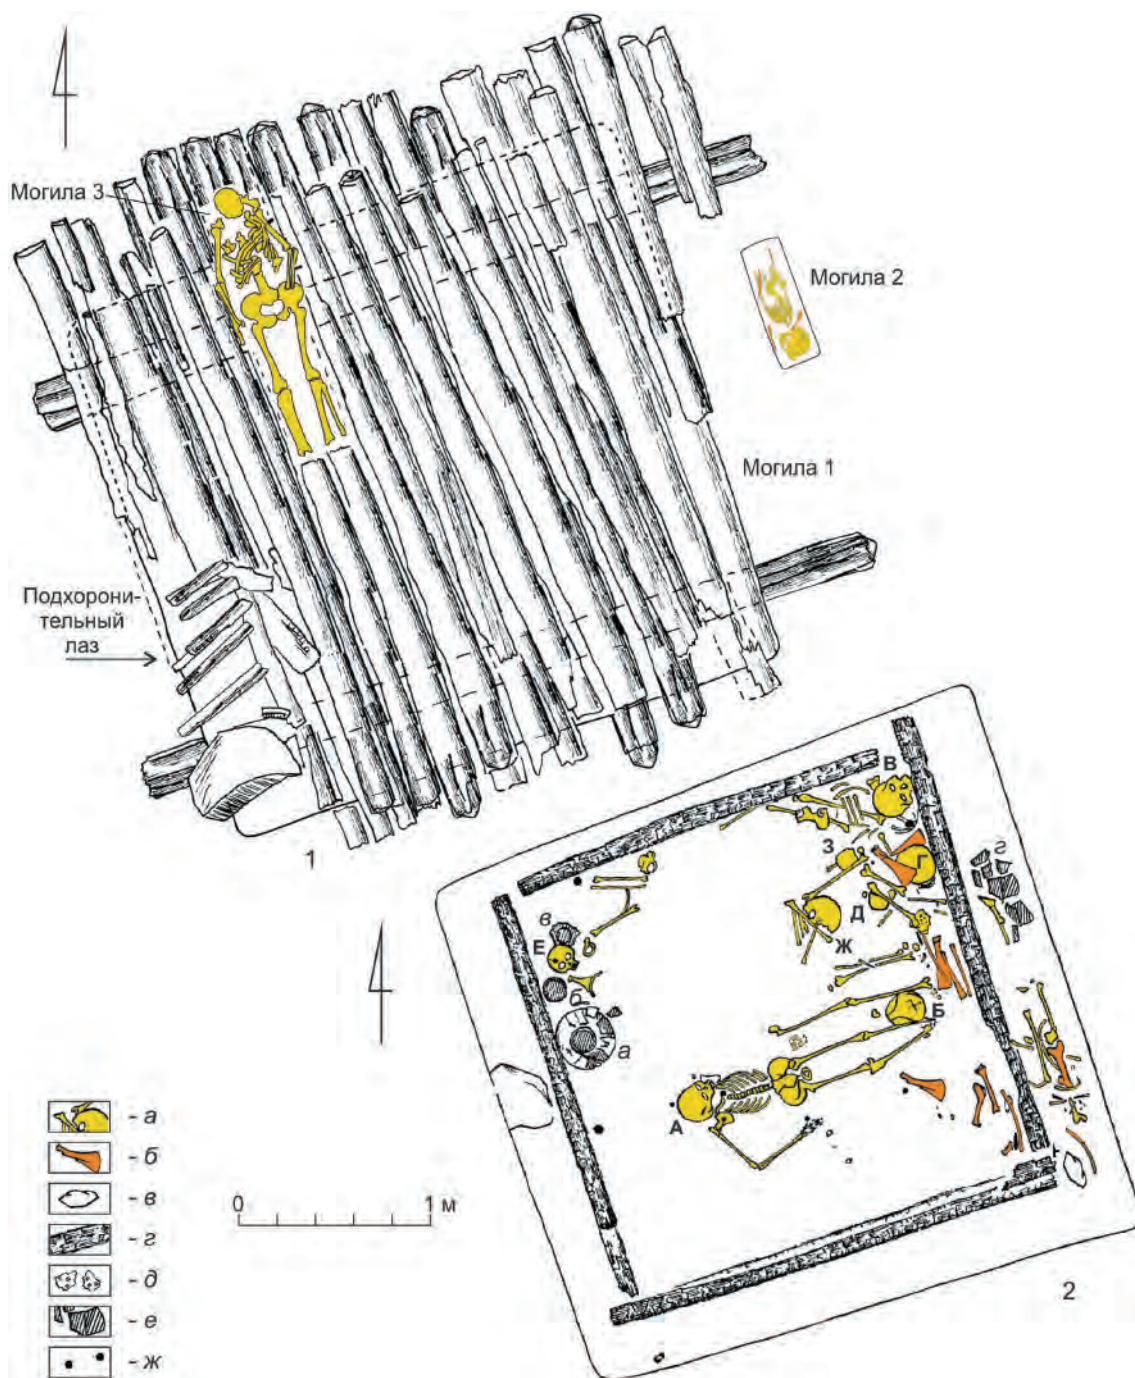 Могила 3
Могила 2
Могила 1
Подхорони-
тельный
лаз
1
В
З
Г
г
Д
в
Е
Ж
б
Б
а
А
- а
- б
- в
- г
- д
- е
- ж
0
1 м
2